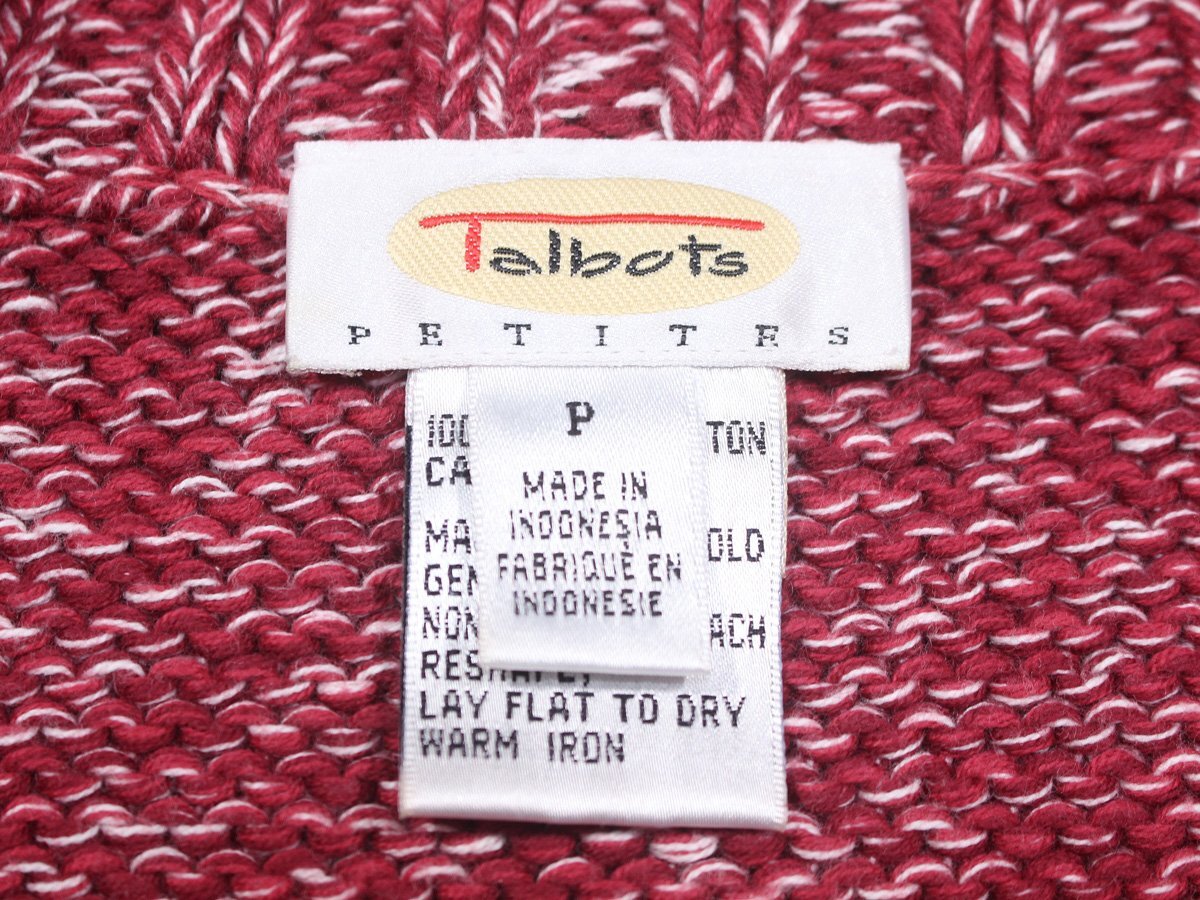 Talbots
PETITES
P
MADE IN
INDONESIA
FABRIQUÉ EN
INDONESIE
100 TON
CA
MA OLD
GEN
NON ACH
RESHAPE,
LAY FLAT TO DRY
WARM IRON